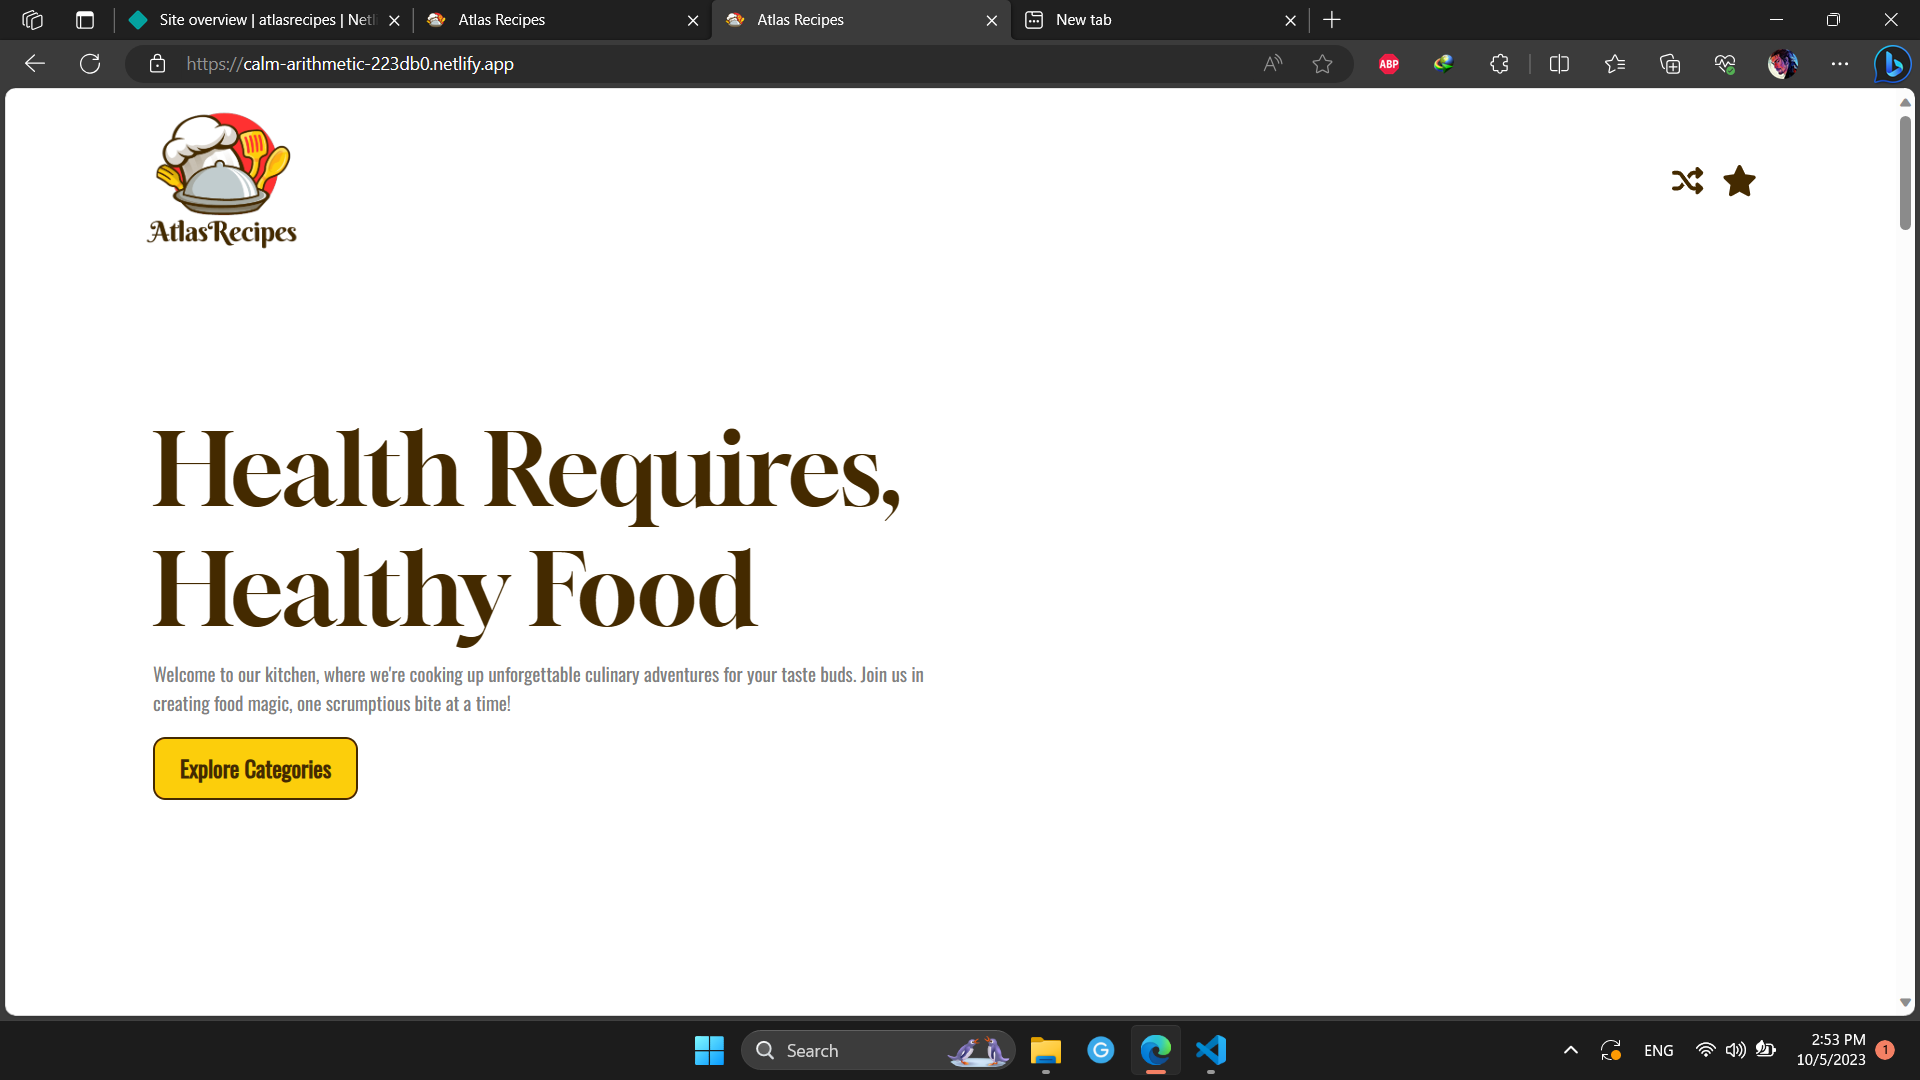 Site overview | atlasrecipes | Netl
Atlas Recipes
Atlas Recipes
New tab
https://calm-arithmetic-223db0.netlify.app
ABP
AtlasRecipes
Health Requires,
Healthy Food
Welcome to our kitchen, where we're cooking up unforgettable culinary adventures for your taste buds. Join us in
creating food magic, one scrumptious bite at a time!
Explore Categories
Search
ENG
2:53 PM
10/5/2023
1